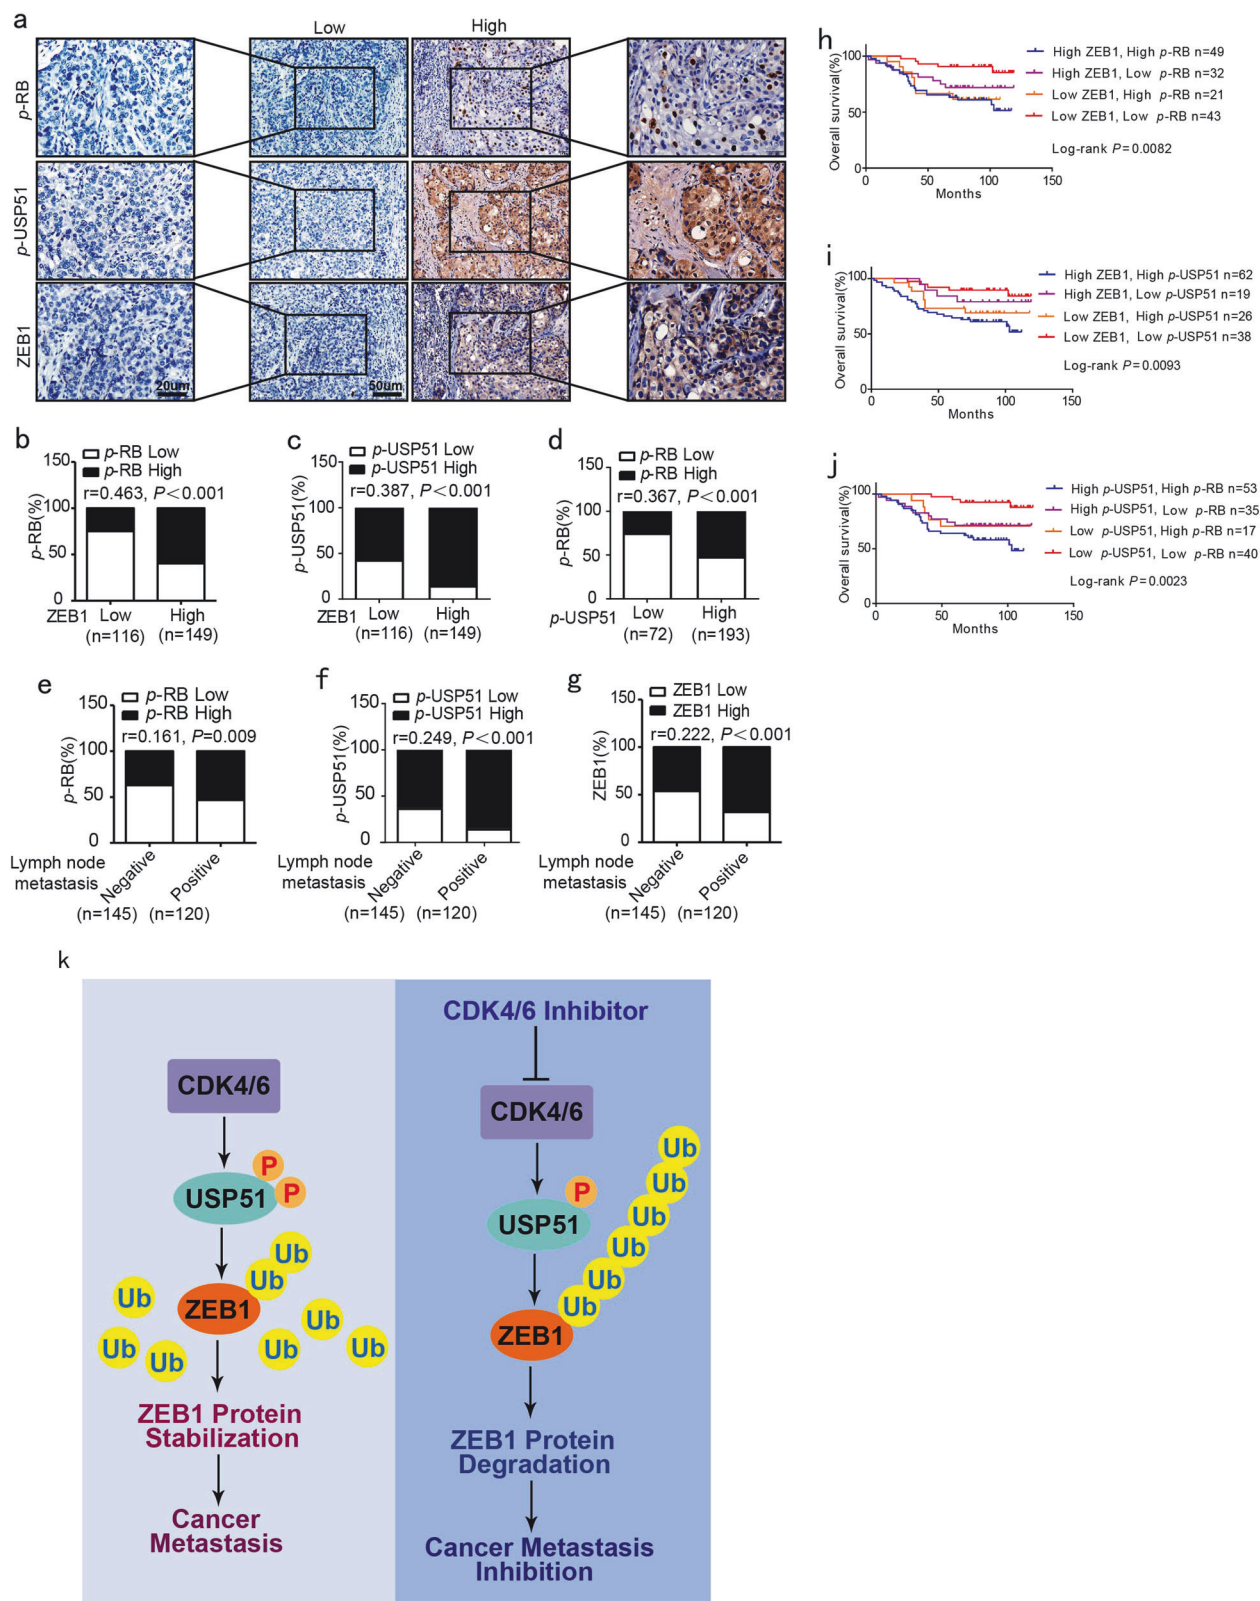 a
Low
High
p-RB
p-USP51
ZEB1
20um
50um
b
p-RB Low
p-RB High
r=0.463, P<0.001
150
100
50
0
p-RB(%)
ZEB1
Low
High
(n=116)
(n=149)
c
p-USP51 Low
p-USP51 High
r=0.387, P<0.001
150
100
50
0
p-USP51(%)
ZEB1
Low
High
(n=116)
(n=149)
d
p-RB Low
p-RB High
r=0.367, P<0.001
150
100
50
0
p-RB(%)
p-USP51
Low
High
(n=72)
(n=193)
e
p-RB Low
p-RB High
r=0.161, P=0.009
150
100
50
0
p-RB(%)
Lymph node
metastasis
Negative
Positive
(n=145)
(n=120)
f
p-USP51 Low
p-USP51 High
r=0.249, P<0.001
150
100
50
0
p-USP51(%)
Lymph node
metastasis
Negative
Positive
(n=145)
(n=120)
g
ZEB1 Low
ZEB1 High
r=0.222, P<0.001
150
100
50
0
ZEB1(%)
Lymph node
metastasis
Negative
Positive
(n=145)
(n=120)
h
Overall survival(%)
100
50
0
0
50
100
150
Months
High ZEB1, High p-RB n=49
High ZEB1, Low p-RB n=32
Low ZEB1, High p-RB n=21
Low ZEB1, Low p-RB n=43
Log-rank P=0.0082
i
Overall survival(%)
100
50
0
0
50
100
150
Months
High ZEB1, High p-USP51 n=62
High ZEB1, Low p-USP51 n=19
Low ZEB1, High p-USP51 n=26
Low ZEB1, Low p-USP51 n=38
Log-rank P=0.0093
j
Overall survival(%)
100
50
0
0
50
100
150
Months
High p-USP51, High p-RB n=53
High p-USP51, Low p-RB n=35
Low p-USP51, High p-RB n=17
Low p-USP51, Low p-RB n=40
Log-rank P=0.0023
k
CDK4/6
P
P
USP51
Ub
Ub
Ub
ZEB1
Ub
Ub
Ub
Ub
Ub
ZEB1 Protein
Stabilization
Cancer
Metastasis
CDK4/6 Inhibitor
CDK4/6
Ub
Ub
P
Ub
USP51
Ub
Ub
Ub
ZEB1
ZEB1 Protein
Degradation
Cancer Metastasis
Inhibition